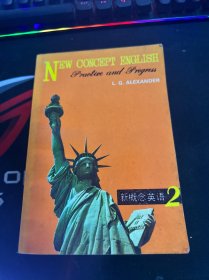 NEW CONCEPT ENGLISH
Practice and Progress
L. G. ALEXANDER
新概念英语 2